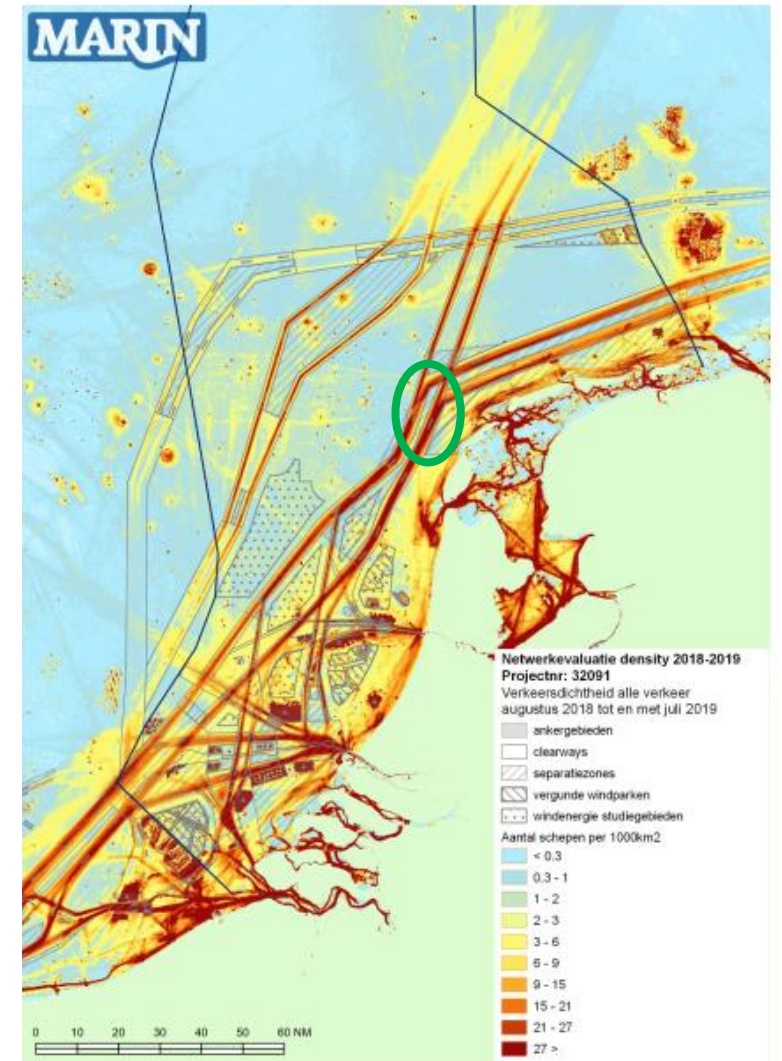 MARIN
Netwerkevaluatie density 2018-2019
Projectnr: 32091
Verkeersdichtheid alle verkeer
augustus 2018 tot en met juli 2019
ankergebieden
clearways
separatiezones
vergunde windparken
windenergie studiegebieden
Aantal schepen per 1000km2
< 0.3
0.3 - 1
1 - 2
2 - 3
3 - 6
6 - 9
9 - 15
15 - 21
21 - 27
27 >
0 10 20 30 40 50 60 NM